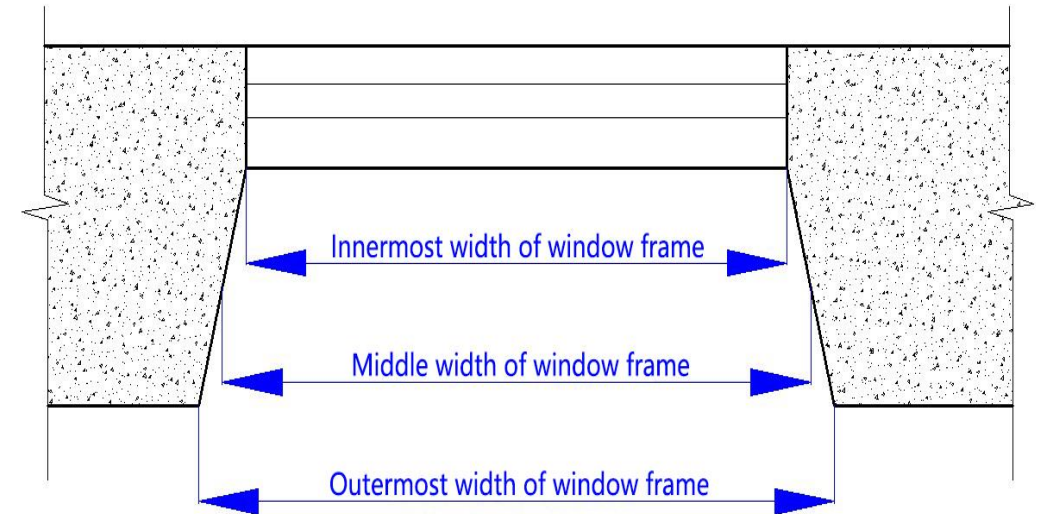 Innermost width of window frame
Middle width of window frame
Outermost width of window frame